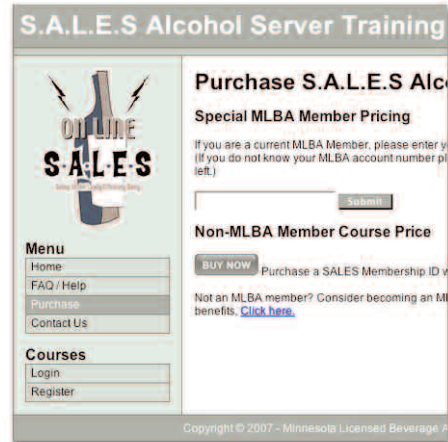 S.A.L.E.S Alcohol Server Training
ON LINE
S·A·L·E·S
Menu
Home
FAQ / Help
Purchase
Contact Us
Courses
Login
Register
Purchase S.A.L.E.S Alc
Special MLBA Member Pricing
If you are a current MLBA Member, please enter y
(If you do not know your MLBA account number pl
left.)
Submit
Non-MLBA Member Course Price
BUY NOW Purchase a SALES Membership ID w
Not an MLBA member? Consider becoming an ML
benefits, Click here.
Copyright © 2007 - Minnesota Licensed Beverage A